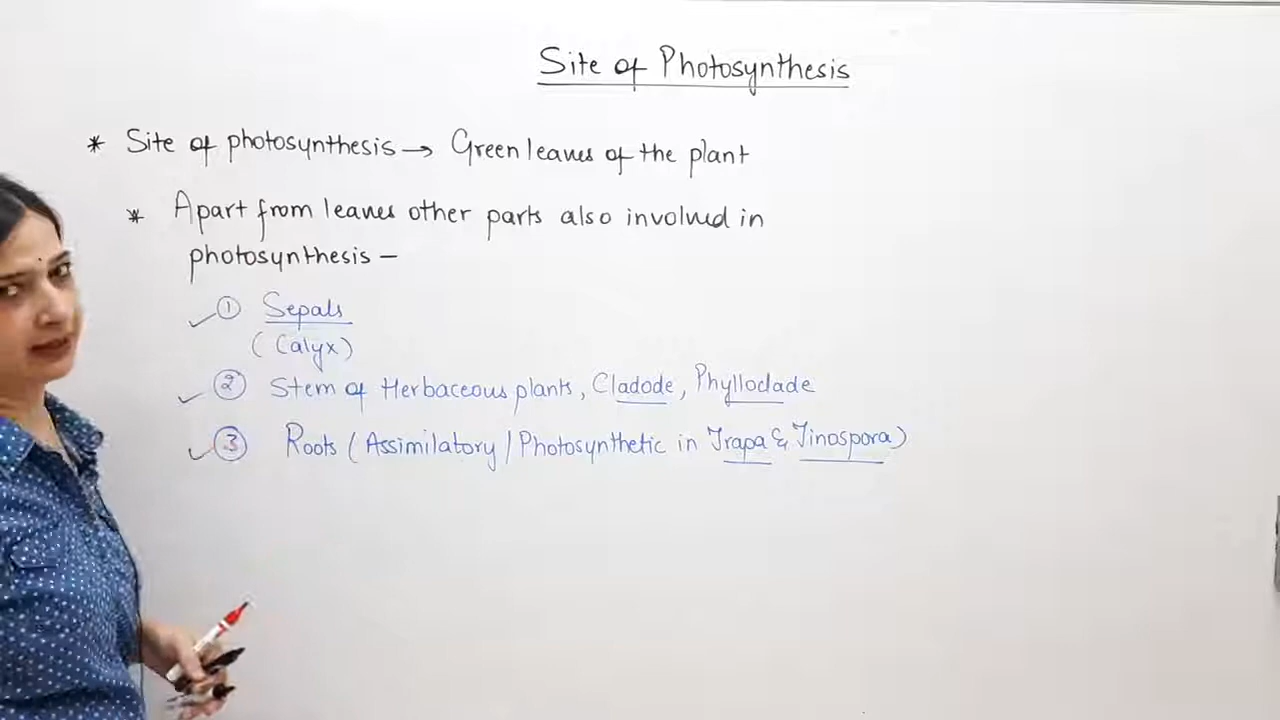 Site of Photosynthesis
* Site of photosynthesis → Green leaves of the plant
* Apart from leaves other parts also involved in
photosynthesis –
① Sepals
(Calyx)
② Stem of Herbaceous plants, Cladode, Phylloclade
③ Roots (Assimilatory / Photosynthetic in Trapa & Tinospora)